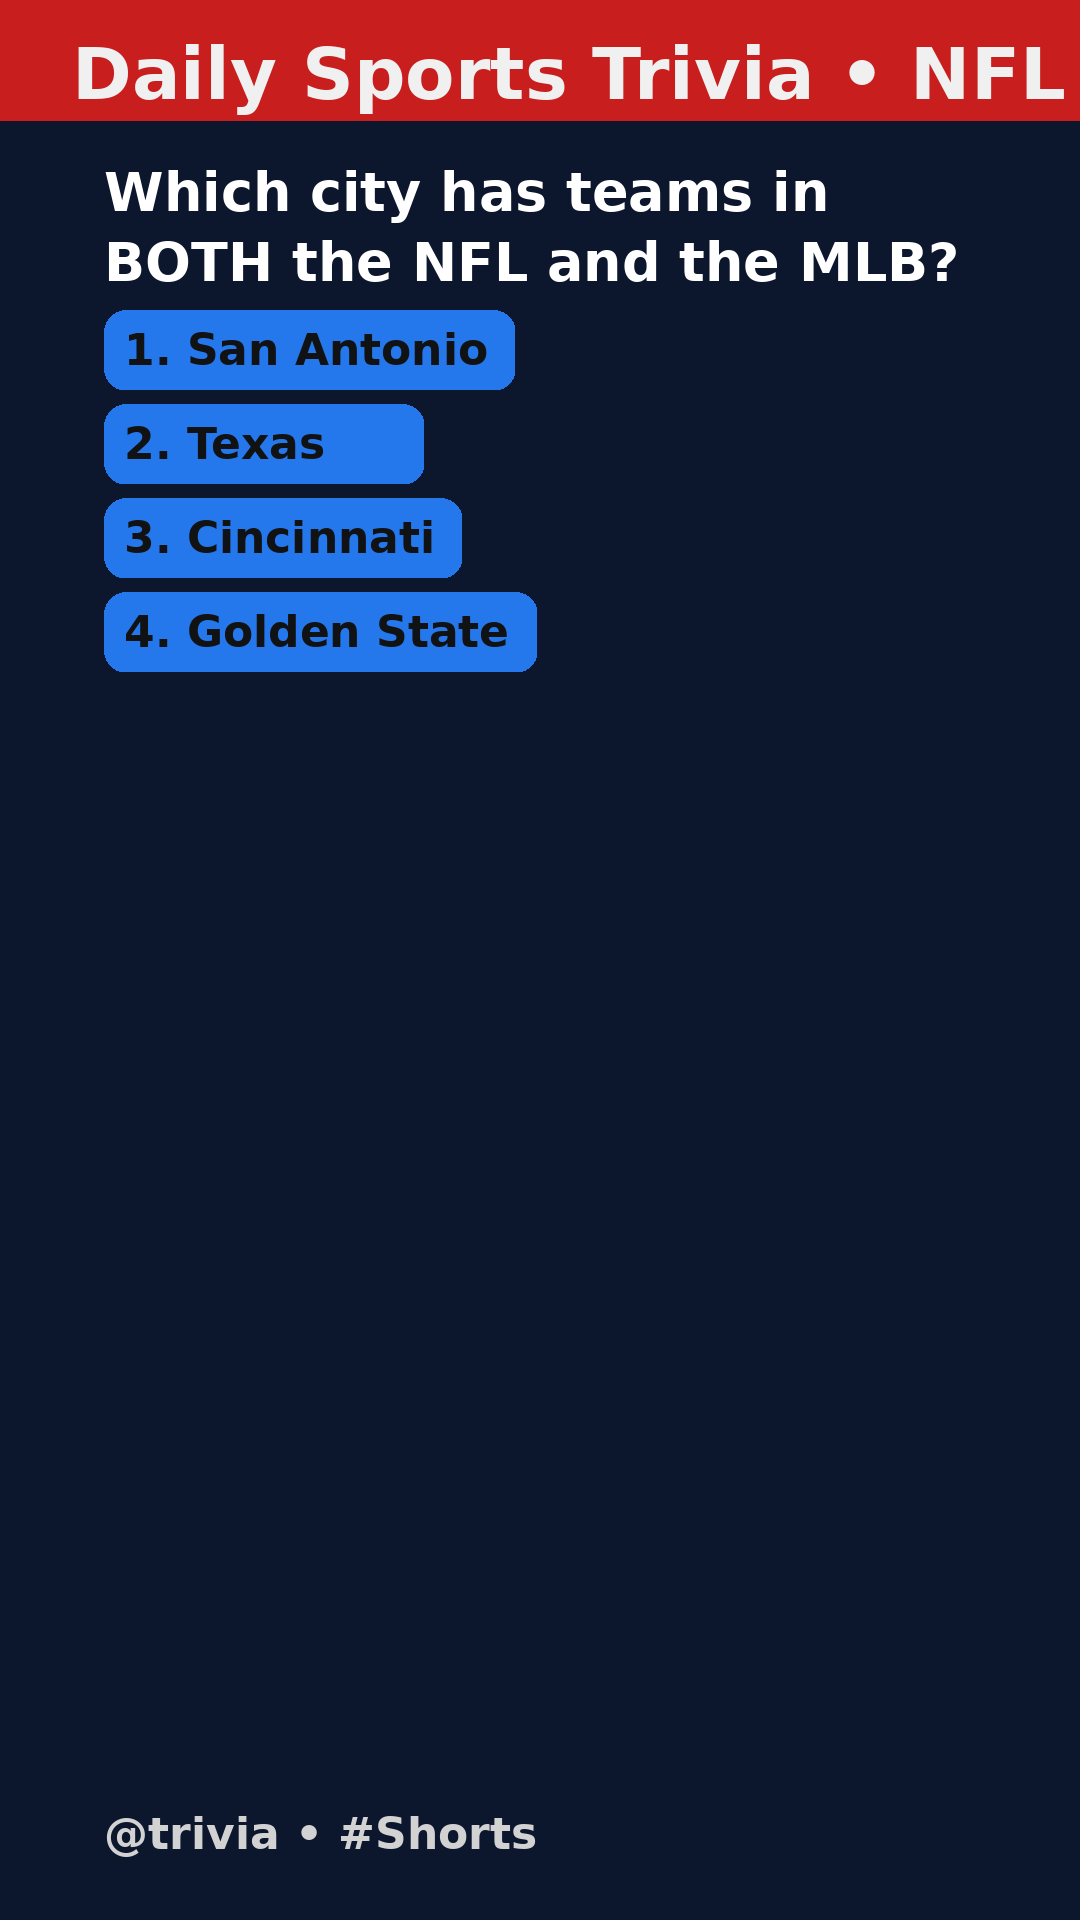 Daily Sports Trivia • NFL
Which city has teams in
BOTH the NFL and the MLB?
1. San Antonio
2. Texas
3. Cincinnati
4. Golden State
@trivia • #Shorts